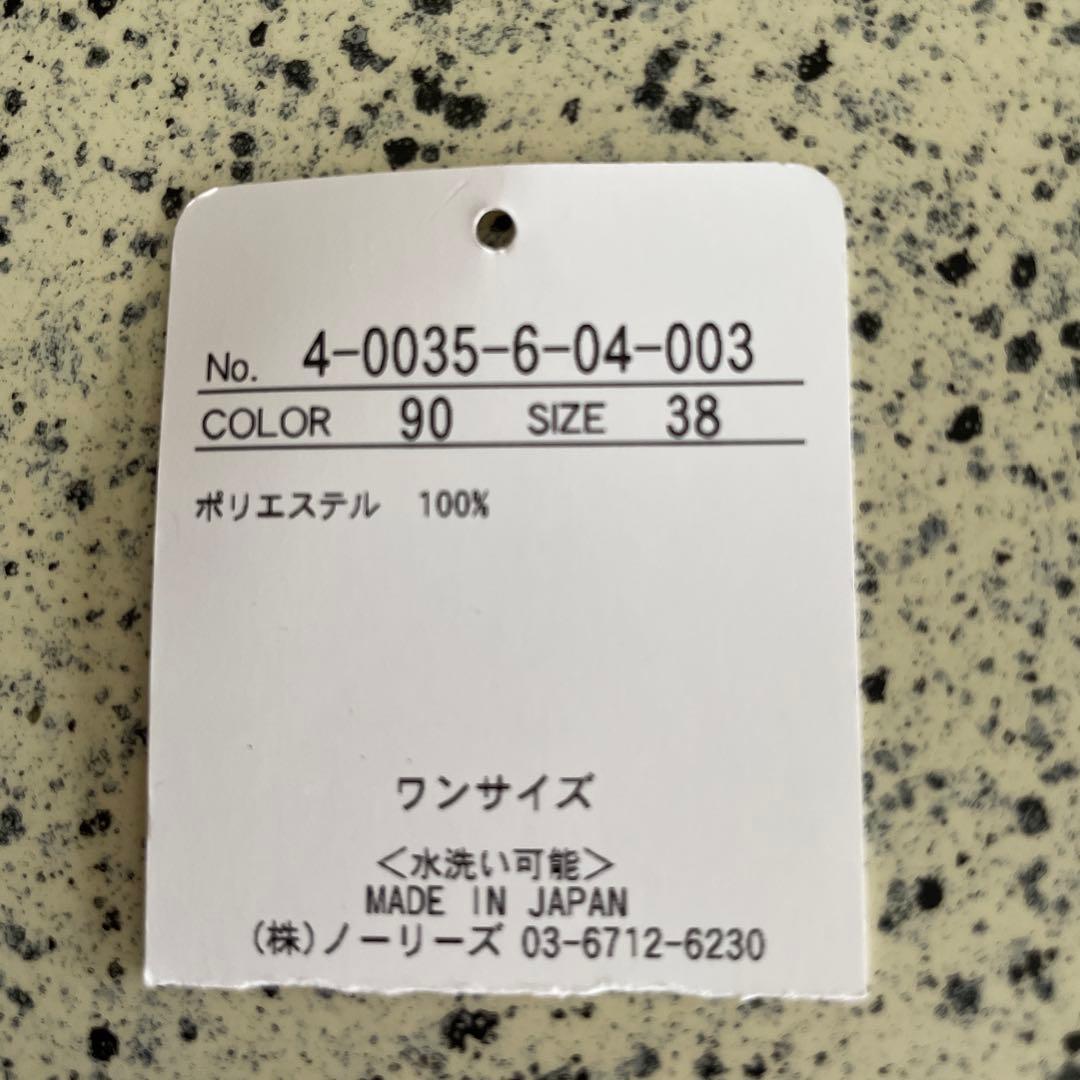 No. 4-0035-6-04-003
COLOR 90 SIZE 38
ポリエステル 100%
ワンサイズ
＜水洗い可能＞
MADE IN JAPAN
(株)ノーリーズ 03-6712-6230